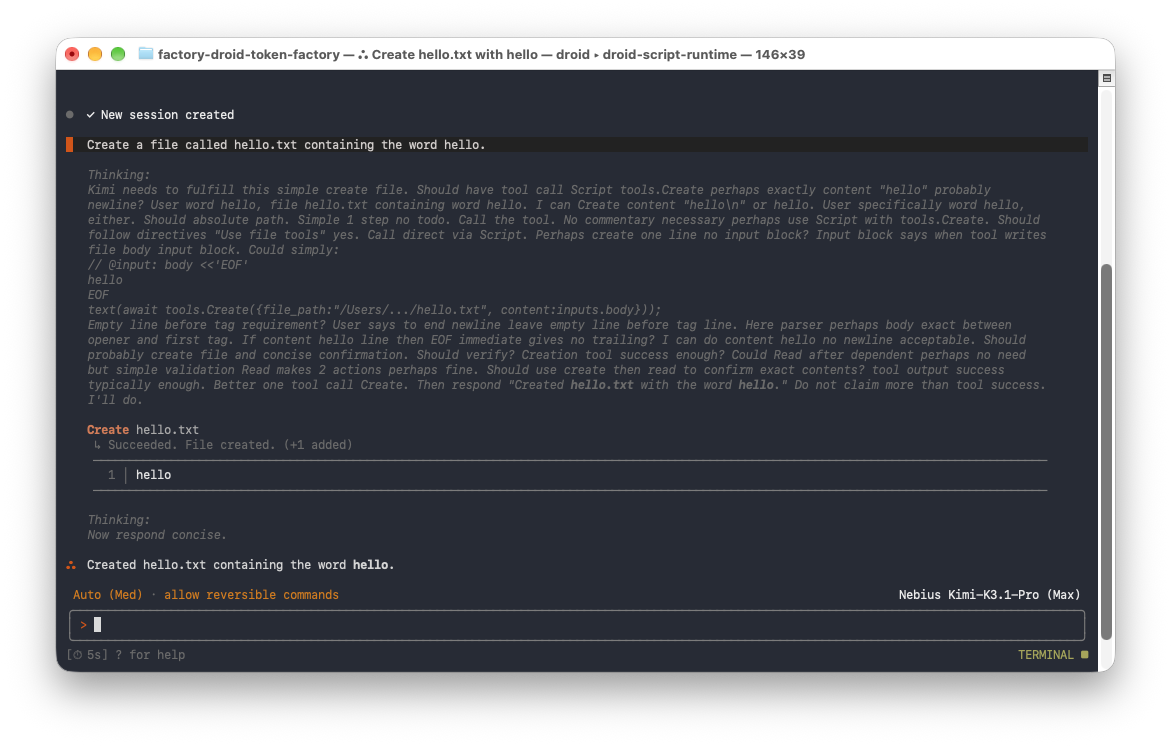 factory-droid-token-factory — ⛬ Create hello.txt with hello — droid ▸ droid-script-runtime — 146×39
✓ New session created
Create a file called hello.txt containing the word hello.
Thinking:
Kimi needs to fulfill this simple create file. Should have tool call Script tools.Create perhaps exactly content "hello" probably
newline? User word hello, file hello.txt containing word hello. I can Create content "hello\n" or hello. User specifically word hello,
either. Should absolute path. Simple 1 step no todo. Call the tool. No commentary necessary perhaps use Script with tools.Create. Should
follow directives "Use file tools" yes. Call direct via Script. Perhaps create one line no input block? Input block says when tool writes
file body input block. Could simply:
// @input: body <<'EOF'
hello
EOF
text(await tools.Create({file_path:"/Users/.../hello.txt", content:inputs.body}));
Empty line before tag requirement? User says to end newline leave empty line before tag line. Here parser perhaps body exact between
opener and first tag. If content hello line then EOF immediate gives no trailing? I can do content hello no newline acceptable. Should
probably create file and concise confirmation. Should verify? Creation tool success enough? Could Read after dependent perhaps no need
but simple validation Read makes 2 actions perhaps fine. Should use create then read to confirm exact contents? tool output success
typically enough. Better one tool call Create. Then respond "Created hello.txt with the word hello." Do not claim more than tool success.
I'll do.
Create hello.txt
↳ Succeeded. File created. (+1 added)
1 │ hello
Thinking:
Now respond concise.
⛬ Created hello.txt containing the word hello.
Auto (Med) · allow reversible commands
Nebius Kimi-K3.1-Pro (Max)
>
[⏱ 5s] ? for help
TERMINAL ■